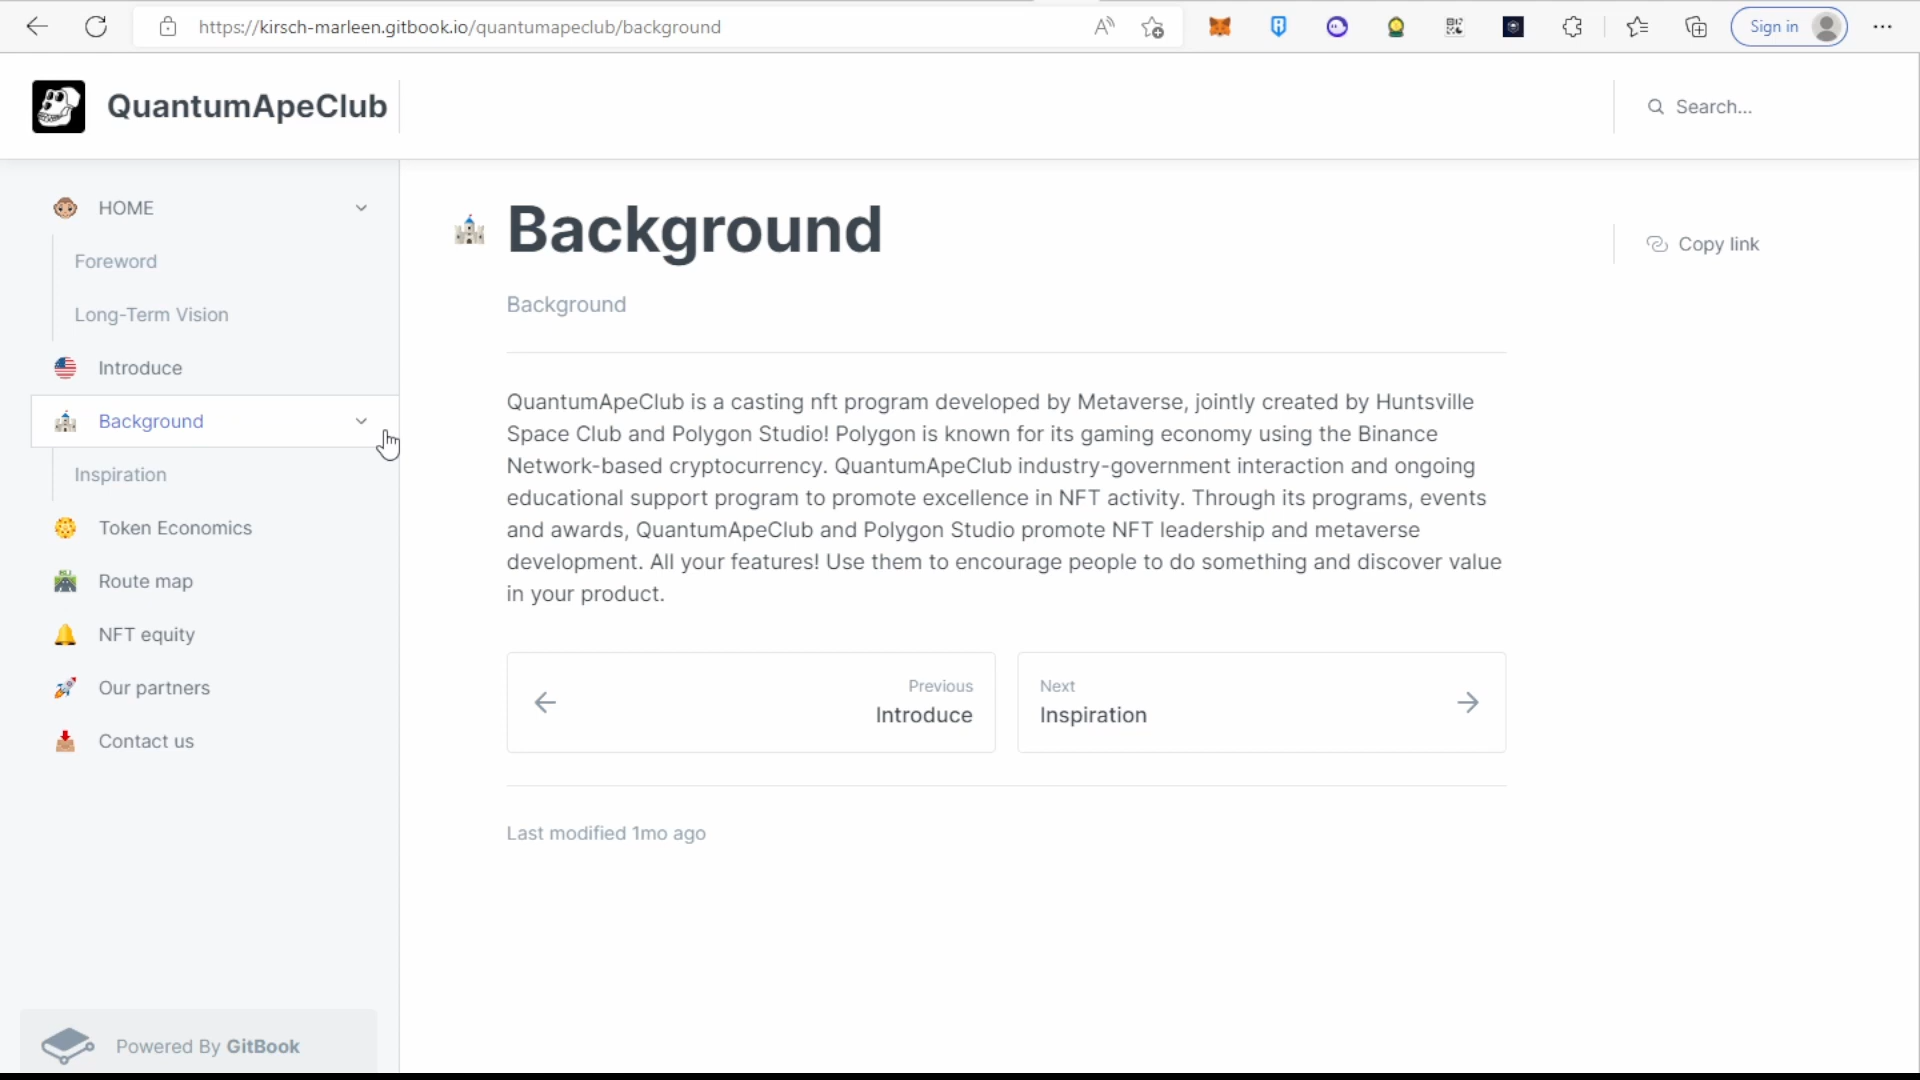 https://kirsch-marleen.gitbook.io/quantumapeclub/background
Sign in
QuantumApeClub
Search...
HOME
Foreword
Long-Term Vision
Introduce
Background
Inspiration
Token Economics
Route map
NFT equity
Our partners
Contact us
Powered By GitBook
Background
Copy link
Background
QuantumApeClub is a casting nft program developed by Metaverse, jointly created by Huntsville
Space Club and Polygon Studio! Polygon is known for its gaming economy using the Binance
Network-based cryptocurrency. QuantumApeClub industry-government interaction and ongoing
educational support program to promote excellence in NFT activity. Through its programs, events
and awards, QuantumApeClub and Polygon Studio promote NFT leadership and metaverse
development. All your features! Use them to encourage people to do something and discover value
in your product.
Previous
Introduce
Next
Inspiration
Last modified 1mo ago